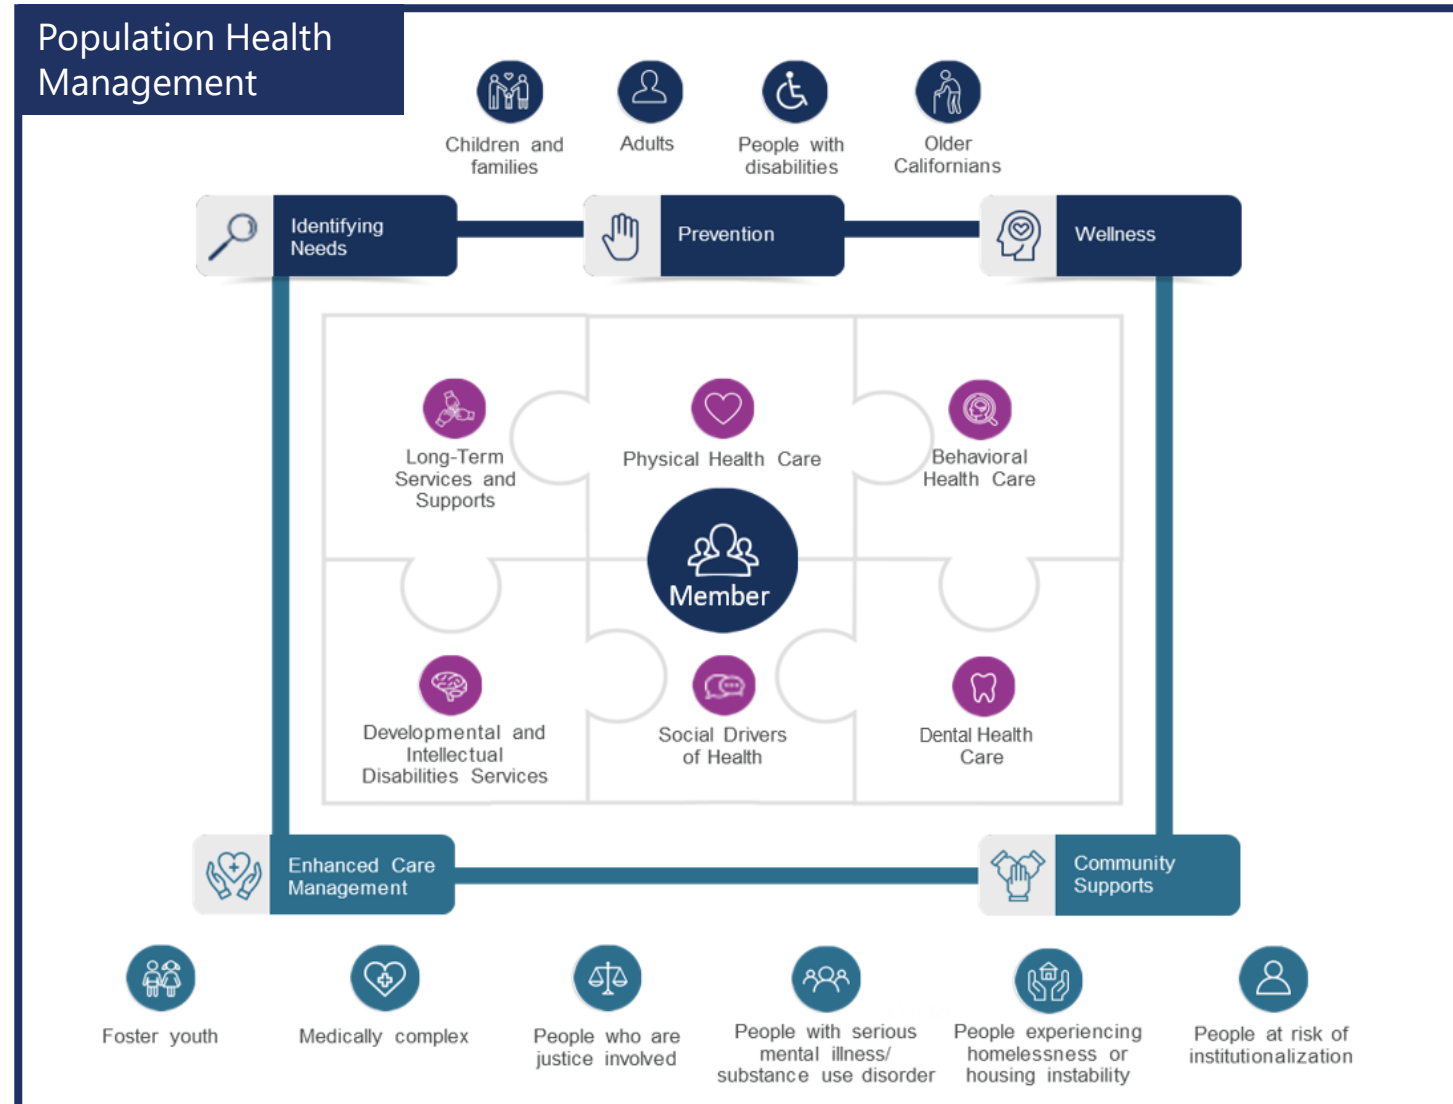 Population Health
Management
Children and
families
Adults
People with
disabilities
Older
Californians
Identifying
Needs
Prevention
Wellness
Long-Term
Services and
Supports
Physical Health Care
Behavioral
Health Care
Member
Developmental and
Intellectual
Disabilities Services
Social Drivers
of Health
Dental Health
Care
Enhanced Care
Management
Community
Supports
Foster youth
Medically complex
People who are
justice involved
People with serious
mental illness/
substance use disorder
People experiencing
homelessness or
housing instability
People at risk of
institutionalization